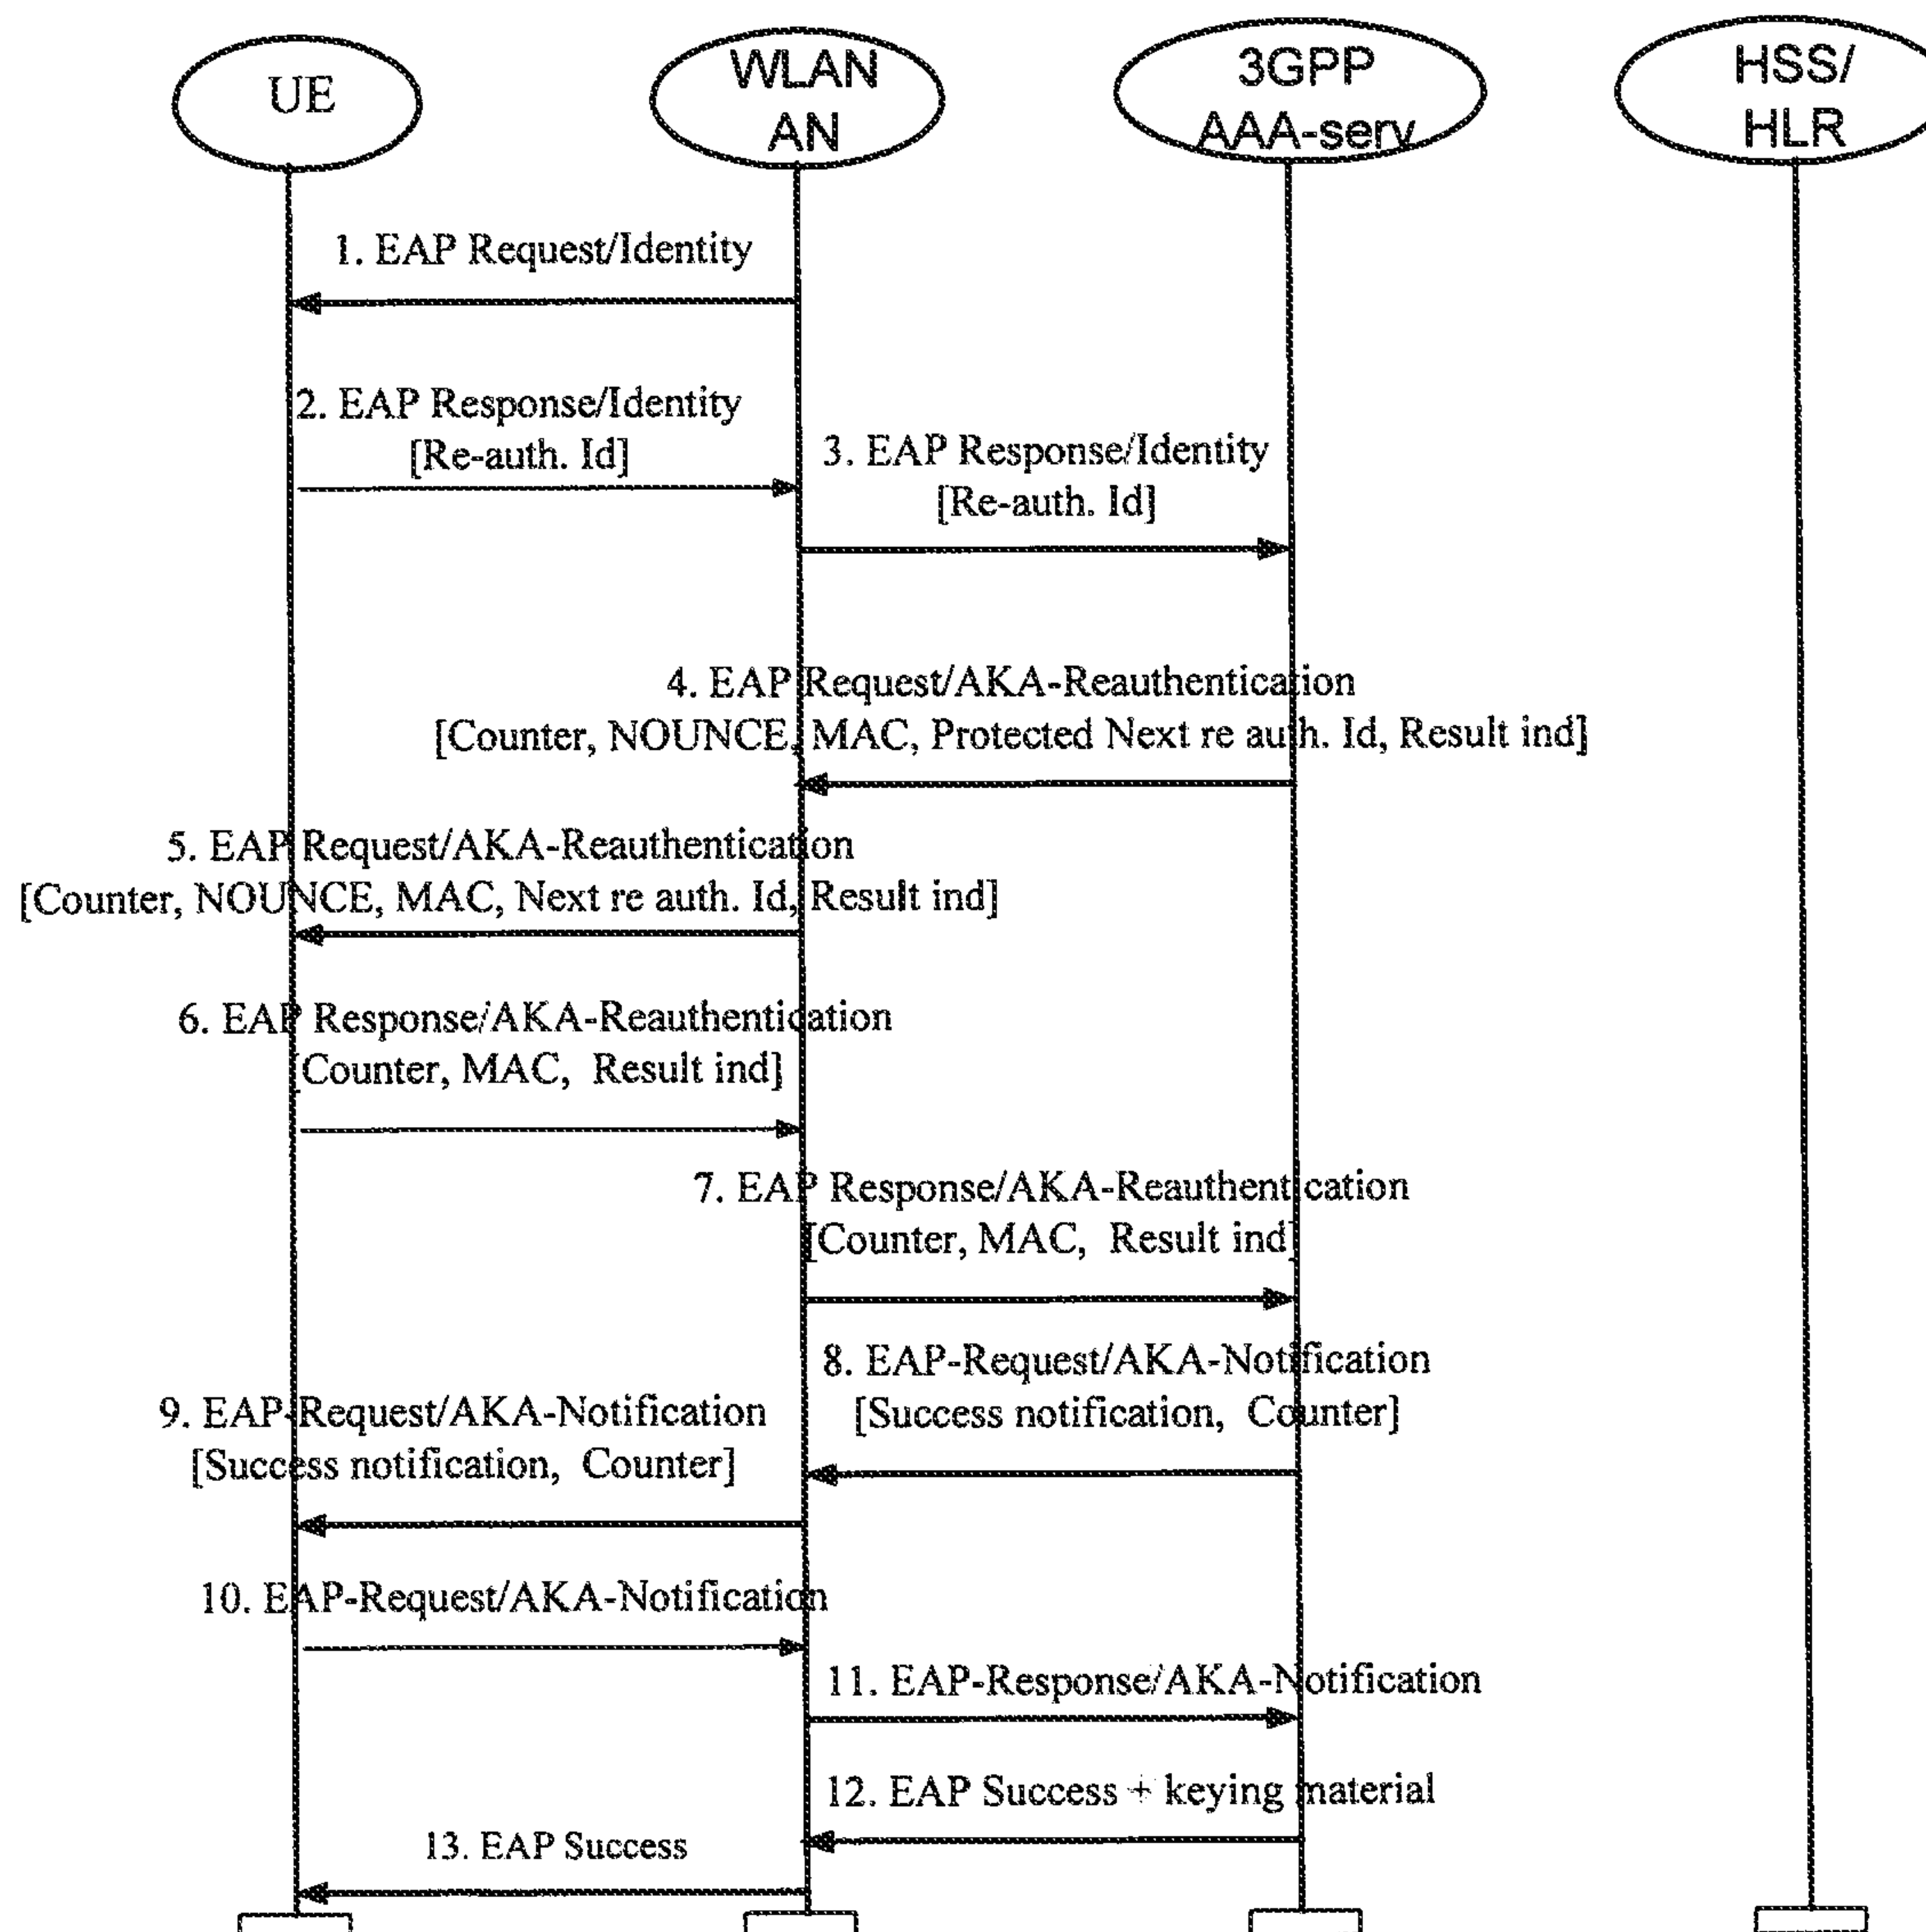 UE
WLAN
AN
3GPP
AAA-serv
HSS/
HLR
1. EAP Request/Identity
2. EAP Response/Identity
[Re-auth. Id]
3. EAP Response/Identity
[Re-auth. Id]
4. EAP Request/AKA-Reauthentication
[Counter, NOUNCE, MAC, Protected Next re auth. Id, Result ind]
5. EAP Request/AKA-Reauthentication
[Counter, NOUNCE, MAC, Next re auth. Id, Result ind]
6. EAP Response/AKA-Reauthentication
[Counter, MAC, Result ind]
7. EAP Response/AKA-Reauthentication
[Counter, MAC, Result ind]
8. EAP-Request/AKA-Notification
[Success notification, Counter]
9. EAP-Request/AKA-Notification
[Success notification, Counter]
10. EAP-Request/AKA-Notification
11. EAP-Response/AKA-Notification
12. EAP Success + keying material
13. EAP Success